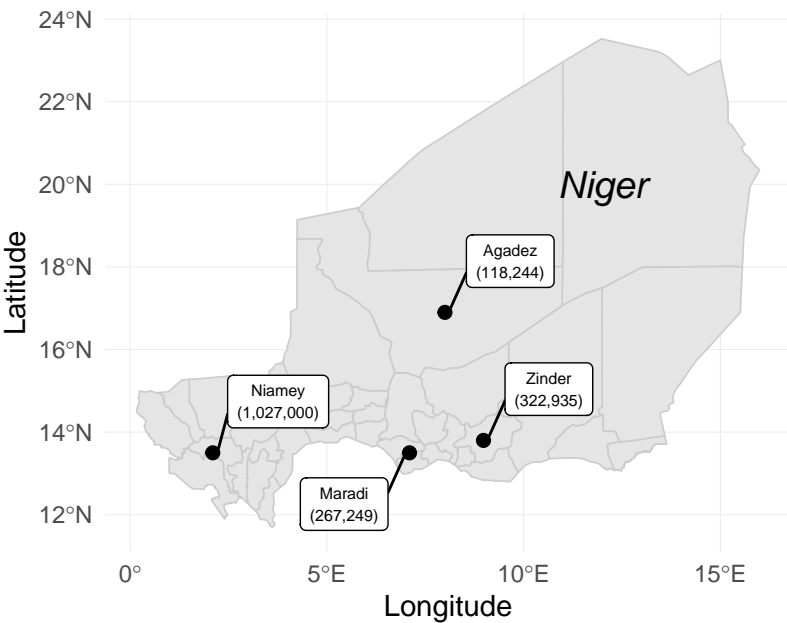 24°N
22°N
20°N
18°N
16°N
14°N
12°N
Latitude
Niger
Agadez
(118,244)
Zinder
(322,935)
Niamey
(1,027,000)
Maradi
(267,249)
0°
5°E
10°E
15°E
Longitude